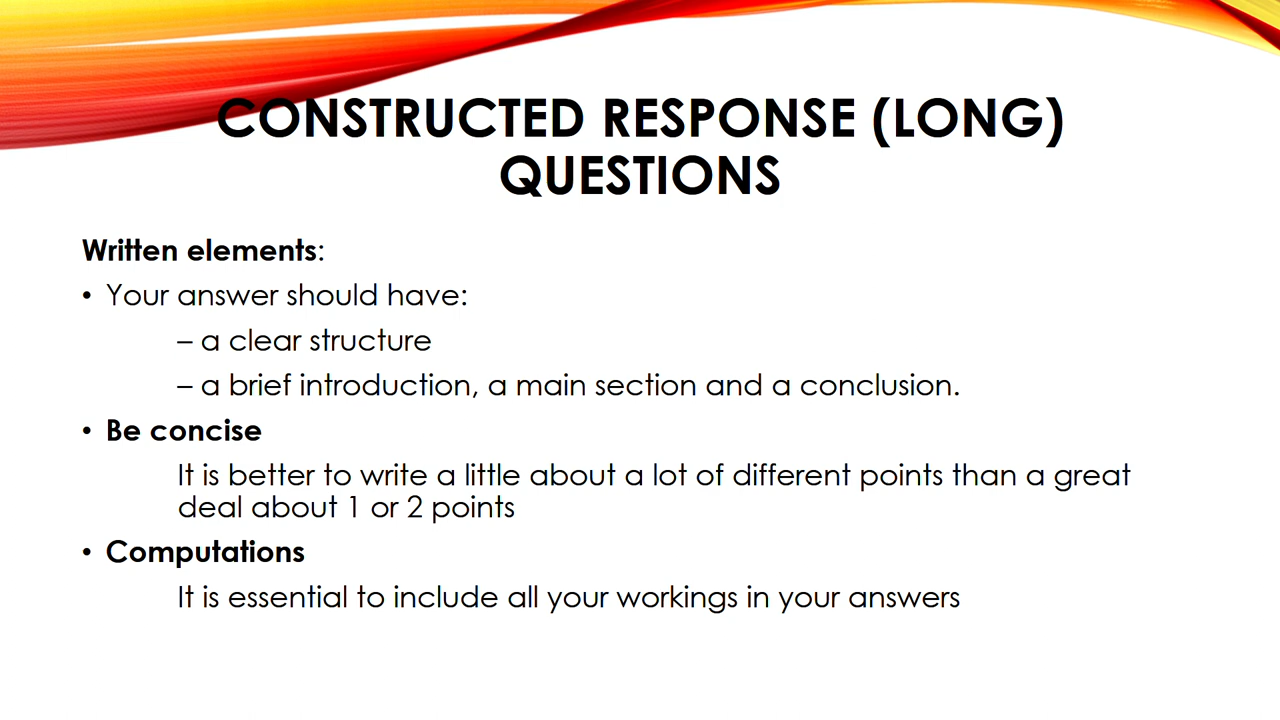 CONSTRUCTED RESPONSE (LONG)
QUESTIONS
Written elements:
• Your answer should have:
– a clear structure
– a brief introduction, a main section and a conclusion.
• Be concise
It is better to write a little about a lot of different points than a great
deal about 1 or 2 points
• Computations
It is essential to include all your workings in your answers